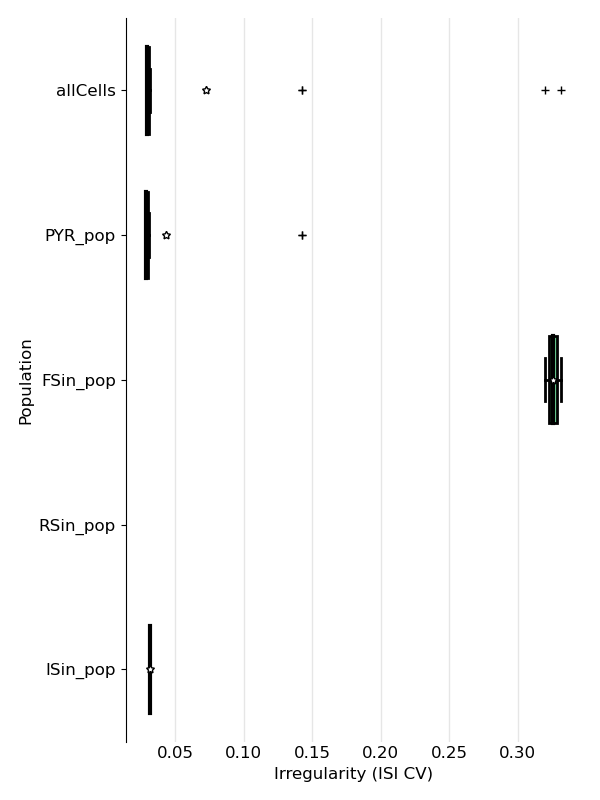 allCells
PYR_pop
FSin_pop
RSin_pop
ISin_pop
Population
0.05 0.10 0.15 0.20 0.25 0.30
Irregularity (ISI CV)